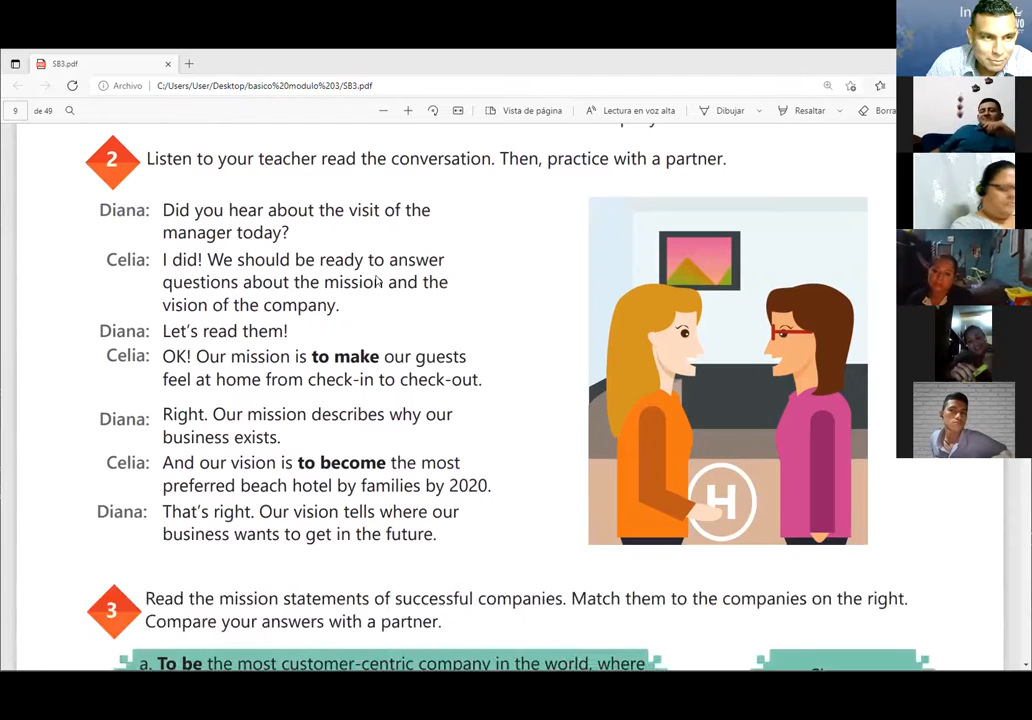 In
VO
SB3.pdf
Archivo C:/Users/User/Desktop/basico%20modulo%203/SB3.pdf
9 de 49 Vista de página Lectura en voz alta Dibujar Resaltar Borra
2 Listen to your teacher read the conversation. Then, practice with a partner.
Diana: Did you hear about the visit of the
manager today?
Celia: I did! We should be ready to answer
questions about the mission and the
vision of the company.
Diana: Let's read them!
Celia: OK! Our mission is to make our guests
feel at home from check-in to check-out.
Diana: Right. Our mission describes why our
business exists.
Celia: And our vision is to become the most
preferred beach hotel by families by 2020.
Diana: That's right. Our vision tells where our
business wants to get in the future.
H
3 Read the mission statements of successful companies. Match them to the companies on the right.
Compare your answers with a partner.
a. To be the most customer-centric company in the world, where